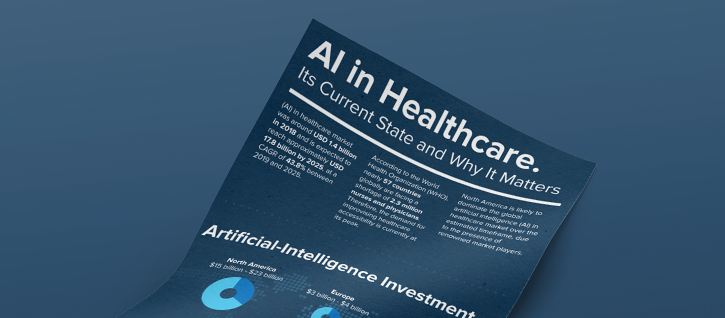 AI in Healthcare.
Its Current State and Why It Matters
(AI) in healthcare market
was around USD 1.4 billion
in 2018 and is expected to
reach approximately USD
17.8 billion by 2025, at a
CAGR of 43.8% between
2019 and 2025.
According to the World
Health Organization (WHO),
nearly 57 countries
globally are facing a
shortage of 2.3 million
nurses and physicians.
Therefore, the demand for
improvising healthcare
accessibility is currently at
its peak.
North America is likely to
dominate the global
artificial intelligence (AI) in
healthcare market over the
estimated timeframe, due
to the presence of
renowned market players.
Artificial-Intelligence Investment
North America
$15 billion - $23 billion
Europe
$3 billion - $4 billion